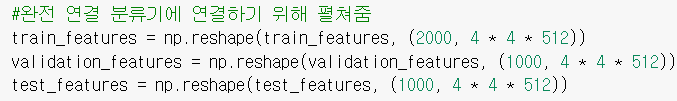 #완전 연결 분류기에 연결하기 위해 펼쳐줌
train_features = np.reshape(train_features, (2000, 4 * 4 * 512))
validation_features = np.reshape(validation_features, (1000, 4 * 4 * 512))
test_features = np.reshape(test_features, (1000, 4 * 4 * 512))